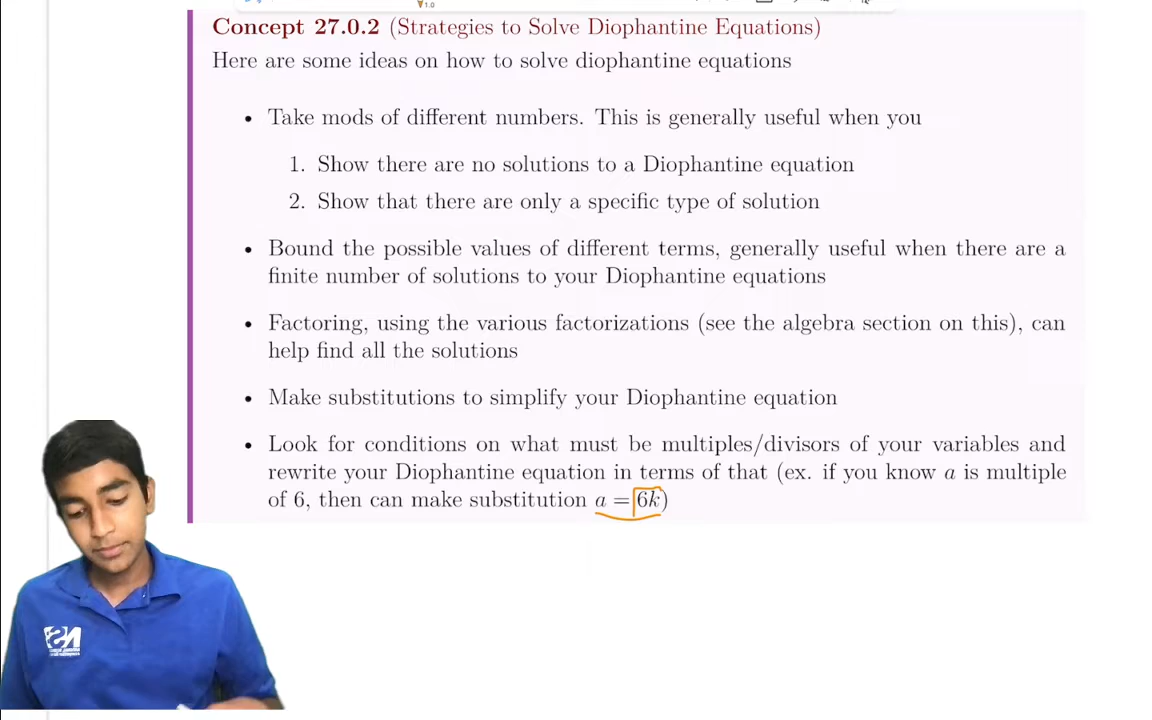 1.0
Concept 27.0.2 (Strategies to Solve Diophantine Equations)
Here are some ideas on how to solve diophantine equations
• Take mods of different numbers. This is generally useful when you
1. Show there are no solutions to a Diophantine equation
2. Show that there are only a specific type of solution
• Bound the possible values of different terms, generally useful when there are a
finite number of solutions to your Diophantine equations
• Factoring, using the various factorizations (see the algebra section on this), can
help find all the solutions
• Make substitutions to simplify your Diophantine equation
• Look for conditions on what must be multiples/divisors of your variables and
rewrite your Diophantine equation in terms of that (ex. if you know a is multiple
of 6, then can make substitution a = 6k)